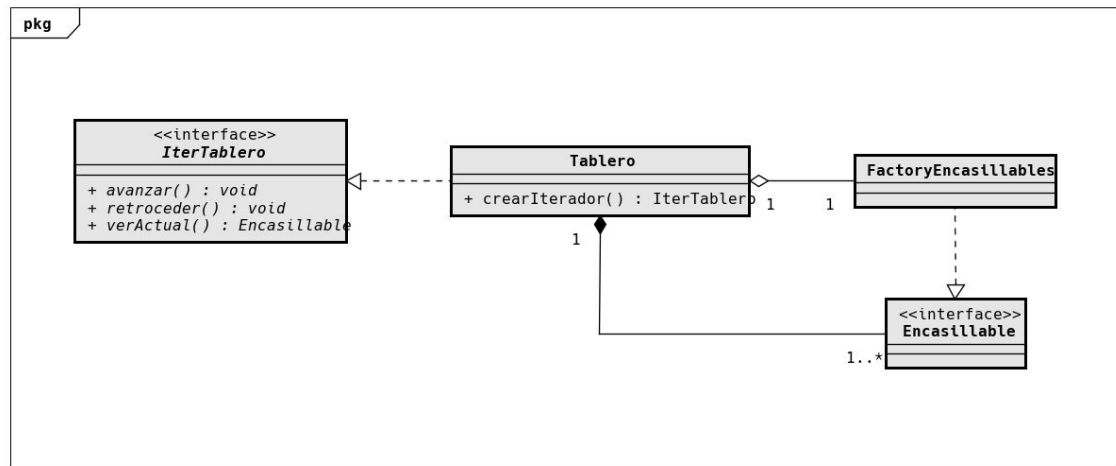 pkg
<<interface>>
IterTablero
+ avanzar() : void
+ retroceder() : void
+ verActual() : Encasillable
Tablero
+ crearIterador() : IterTablero
1
1
FactoryEncasillables
1
<<interface>>
Encasillable
1..*